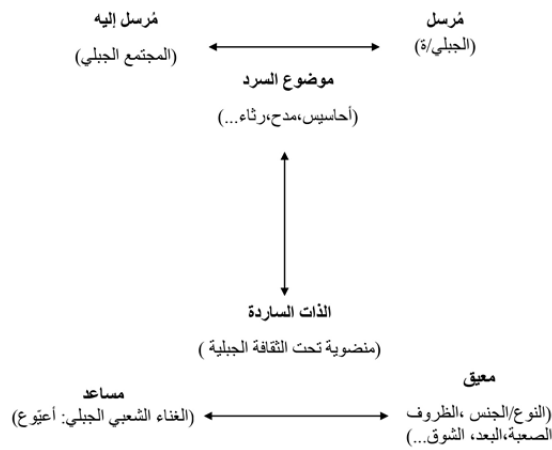 مُرسل
(الجبلي/ة)
مُرسل إليه
(المجتمع الجبلي)
موضوع السرد
(أحاسيس،مدح،رثاء...)
الذات الساردة
(منضوية تحت الثقافة الجبلية )
معيق
(النوع/الجنس ،الظروف
الصعبة،البعد، الشوق...)
مساعد
(الغناء الشعبي الجبلي: أعيّوع)